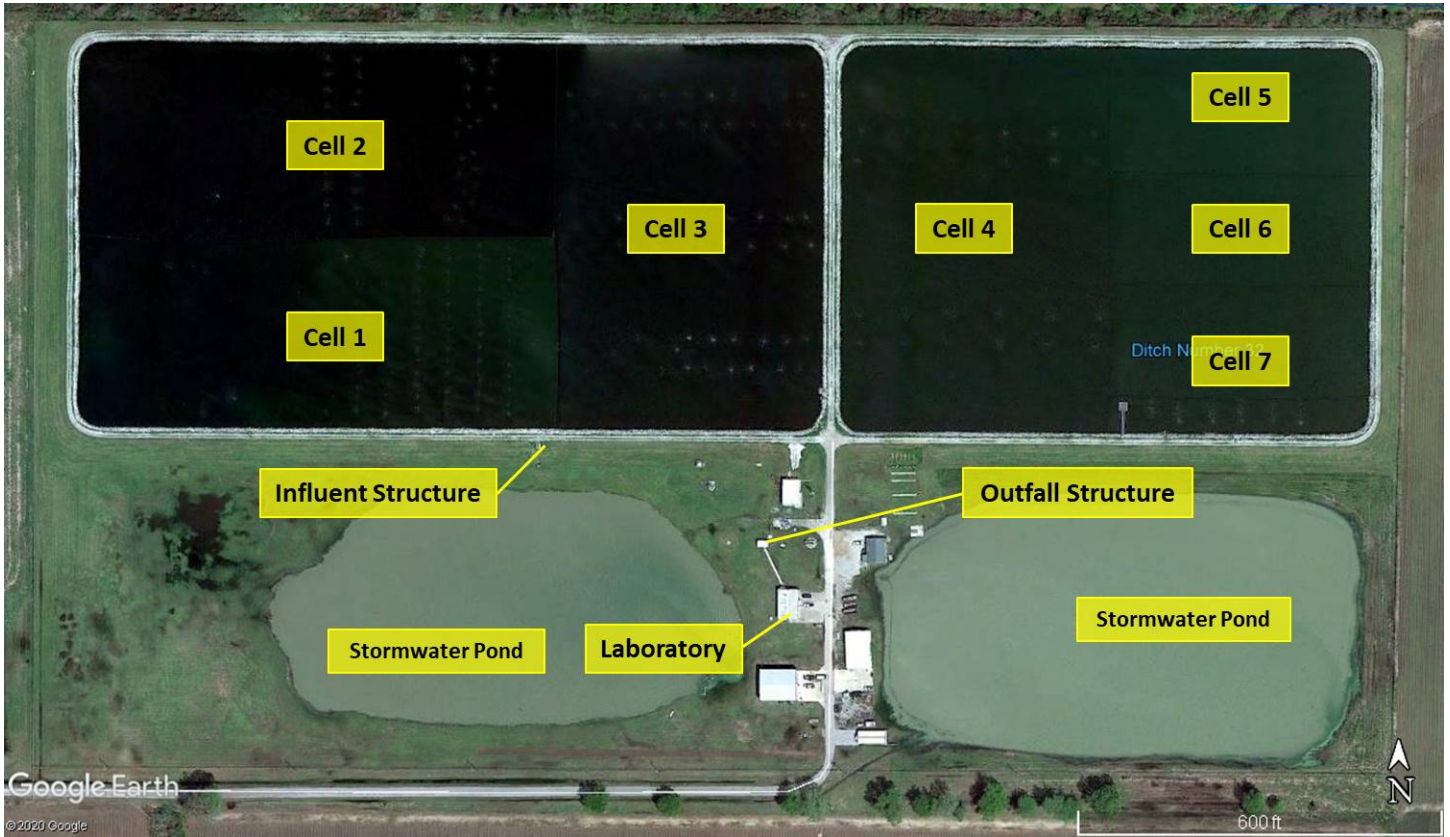 Cell 5
Cell 2
Cell 3
Cell 4
Cell 6
Cell 1
Ditch Number 32
Cell 7
Influent Structure
Outfall Structure
Stormwater Pond
Laboratory
Stormwater Pond
Google Earth
N
©2020 Google
600 ft